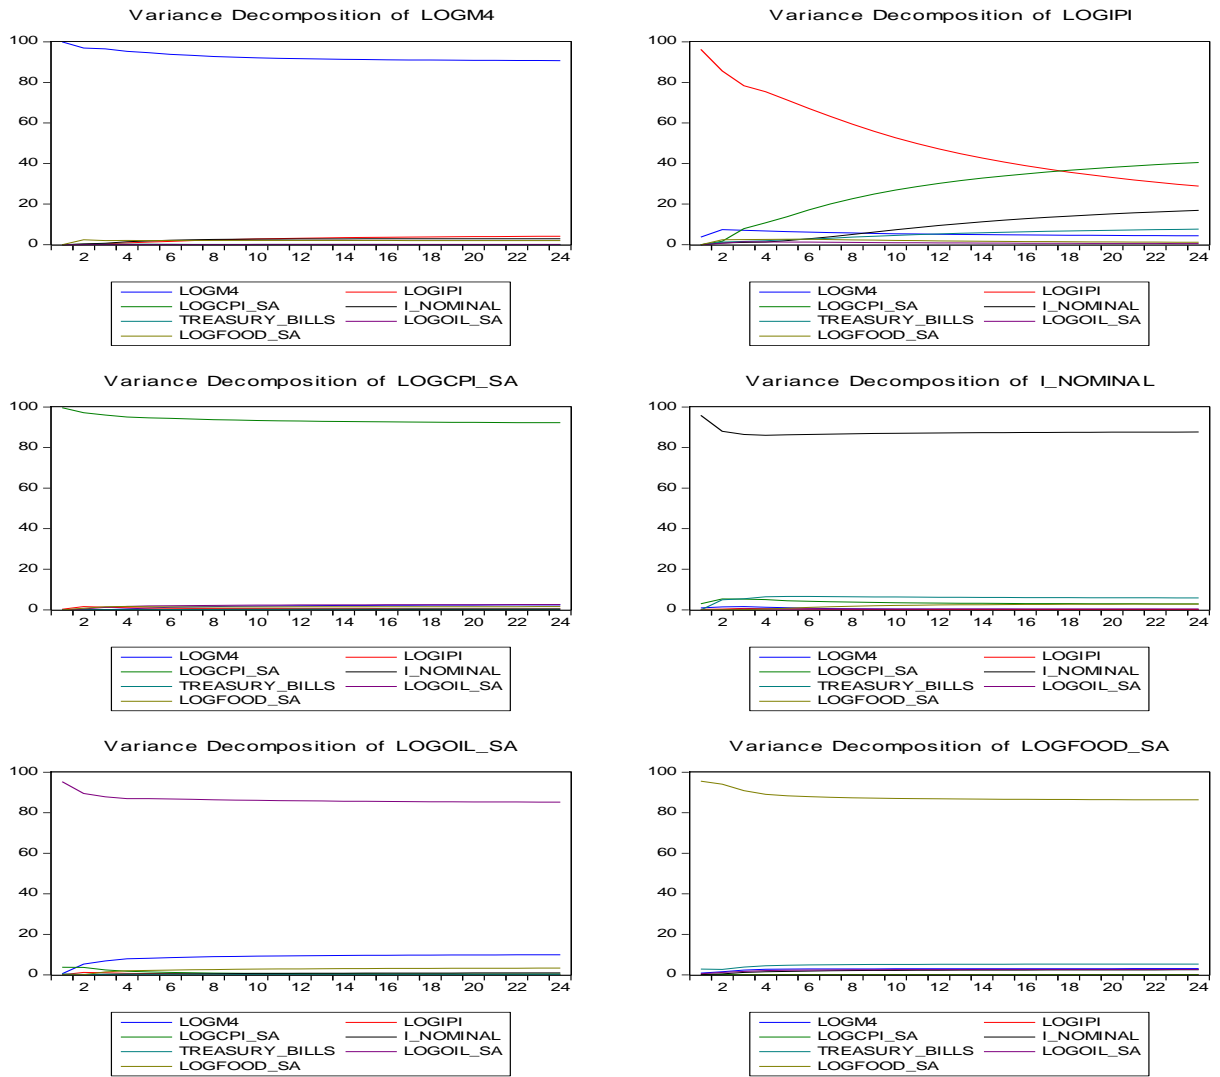 Variance Decomposition of LOGM4
100
80
60
40
20
0
2 4 6 8 10 12 14 16 18 20 22 24
LOGM4 LOGIPI
LOGCPI_SA I_NOMINAL
TREASURY_BILLS LOGOIL_SA
LOGFOOD_SA
Variance Decomposition of LOGIPI
100
80
60
40
20
0
2 4 6 8 10 12 14 16 18 20 22 24
LOGM4 LOGIPI
LOGCPI_SA I_NOMINAL
TREASURY_BILLS LOGOIL_SA
LOGFOOD_SA
Variance Decomposition of LOGCPI_SA
100
80
60
40
20
0
2 4 6 8 10 12 14 16 18 20 22 24
LOGM4 LOGIPI
LOGCPI_SA I_NOMINAL
TREASURY_BILLS LOGOIL_SA
LOGFOOD_SA
Variance Decomposition of I_NOMINAL
100
80
60
40
20
0
2 4 6 8 10 12 14 16 18 20 22 24
LOGM4 LOGIPI
LOGCPI_SA I_NOMINAL
TREASURY_BILLS LOGOIL_SA
LOGFOOD_SA
Variance Decomposition of LOGOIL_SA
100
80
60
40
20
0
2 4 6 8 10 12 14 16 18 20 22 24
LOGM4 LOGIPI
LOGCPI_SA I_NOMINAL
TREASURY_BILLS LOGOIL_SA
LOGFOOD_SA
Variance Decomposition of LOGFOOD_SA
100
80
60
40
20
0
2 4 6 8 10 12 14 16 18 20 22 24
LOGM4 LOGIPI
LOGCPI_SA I_NOMINAL
TREASURY_BILLS LOGOIL_SA
LOGFOOD_SA